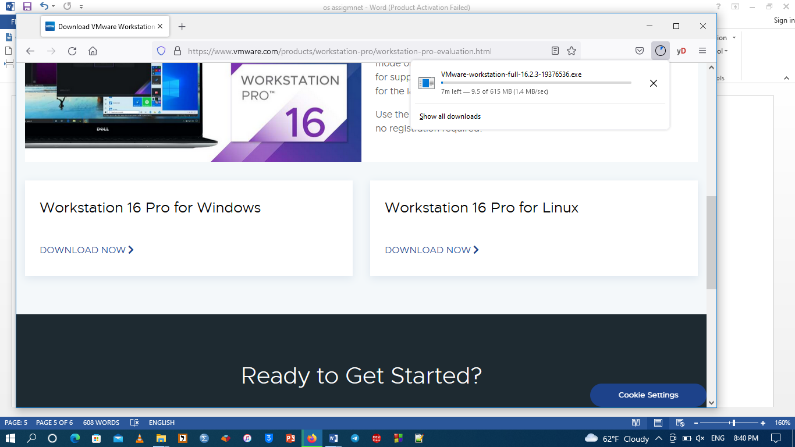 os assigmnet - Word (Product Activation Failed)
Sign in
Download VMware Workstation
https://www.vmware.com/products/workstation-pro/workstation-pro-evaluation.html
yD
VMware-workstation-full-16.2.3-19376536.exe
7m left — 9.5 of 615 MB (1.4 MB/sec)
Show all downloads
for supp
for the l
Use the
no registration required.
WORKSTATION
PRO™
16
DELL
Workstation 16 Pro for Windows
DOWNLOAD NOW
Workstation 16 Pro for Linux
DOWNLOAD NOW
Ready to Get Started?
Cookie Settings
PAGE: 5 PAGE 5 OF 6 608 WORDS ENGLISH
160%
62°F Cloudy ENG 8:40 PM